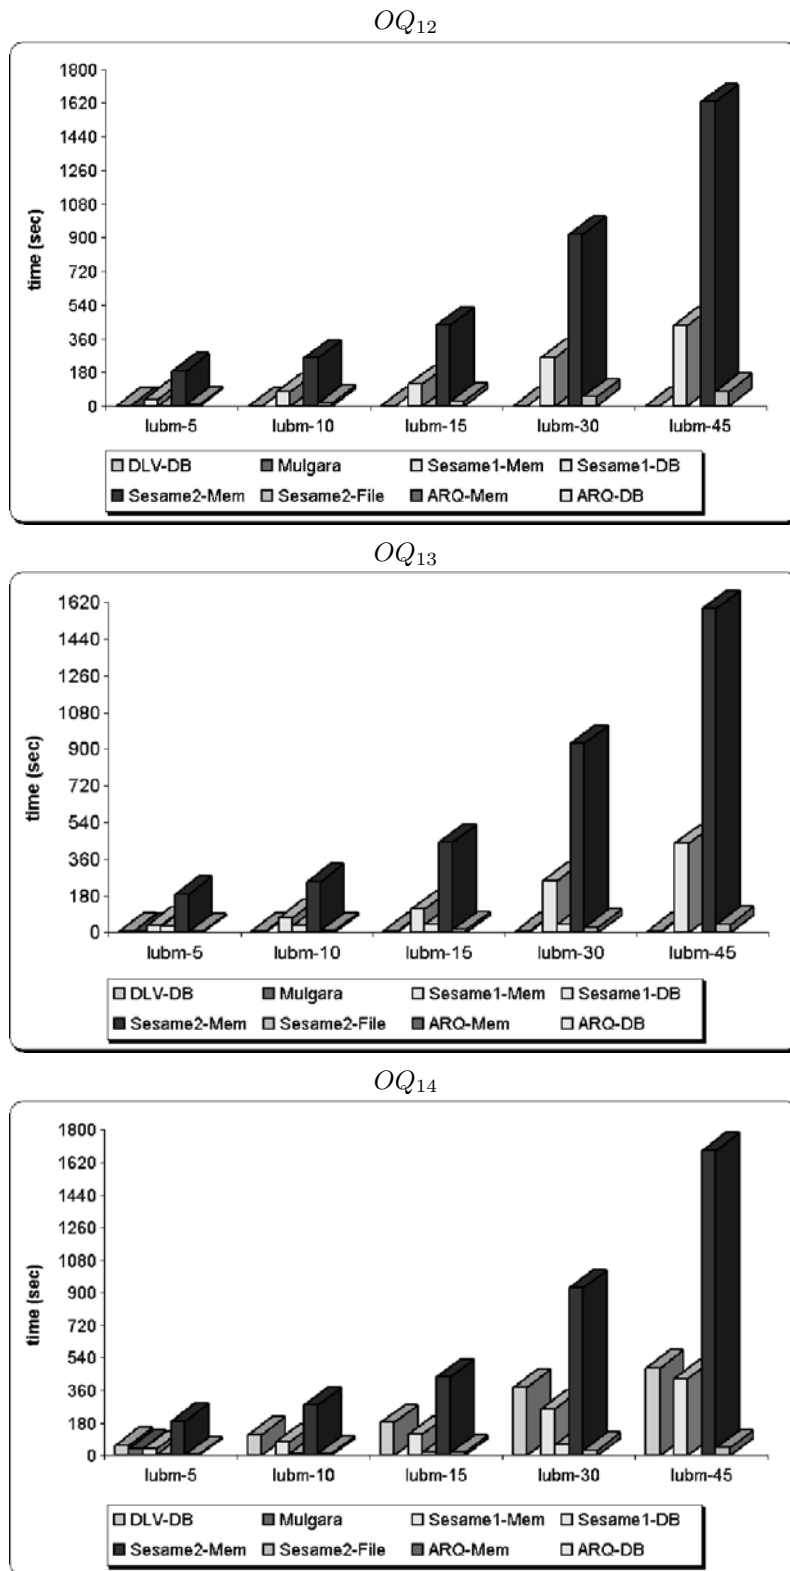 OQ12
1800
1620
1440
1260
1080
900
720
540
360
180
0
time (sec)
lubm-5 lubm-10 lubm-15 lubm-30 lubm-45
DLV-DB Mulgara Sesame1-Mem Sesame1-DB
Sesame2-Mem Sesame2-File ARQ-Mem ARQ-DB
OQ13
1620
1440
1260
1080
900
720
540
360
180
0
time (sec)
lubm-5 lubm-10 lubm-15 lubm-30 lubm-45
DLV-DB Mulgara Sesame1-Mem Sesame1-DB
Sesame2-Mem Sesame2-File ARQ-Mem ARQ-DB
OQ14
1800
1620
1440
1260
1080
900
720
540
360
180
0
time (sec)
lubm-5 lubm-10 lubm-15 lubm-30 lubm-45
DLV-DB Mulgara Sesame1-Mem Sesame1-DB
Sesame2-Mem Sesame2-File ARQ-Mem ARQ-DB